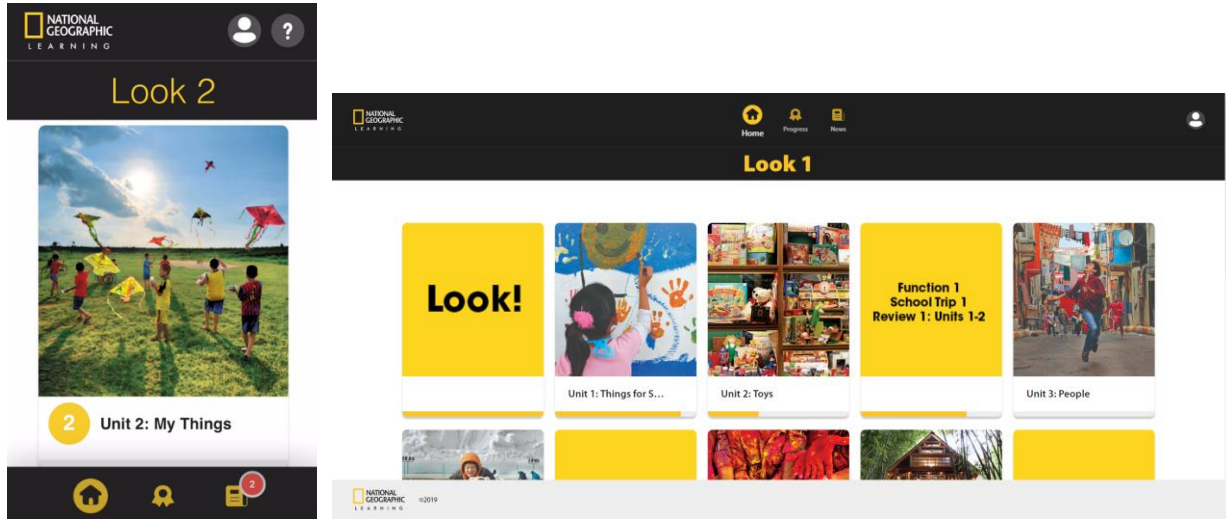 NATIONAL
GEOGRAPHIC
LEARNING
?
Look 2
2
Unit 2: My Things
2
NATIONAL
GEOGRAPHIC
LEARNING
Home
Progress
News
Look 1
Look!
Function 1
School Trip 1
Review 1: Units 1-2
Unit 1: Things for S...
Unit 2: Toys
Unit 3: People
NATIONAL
GEOGRAPHIC
LEARNING
©2019